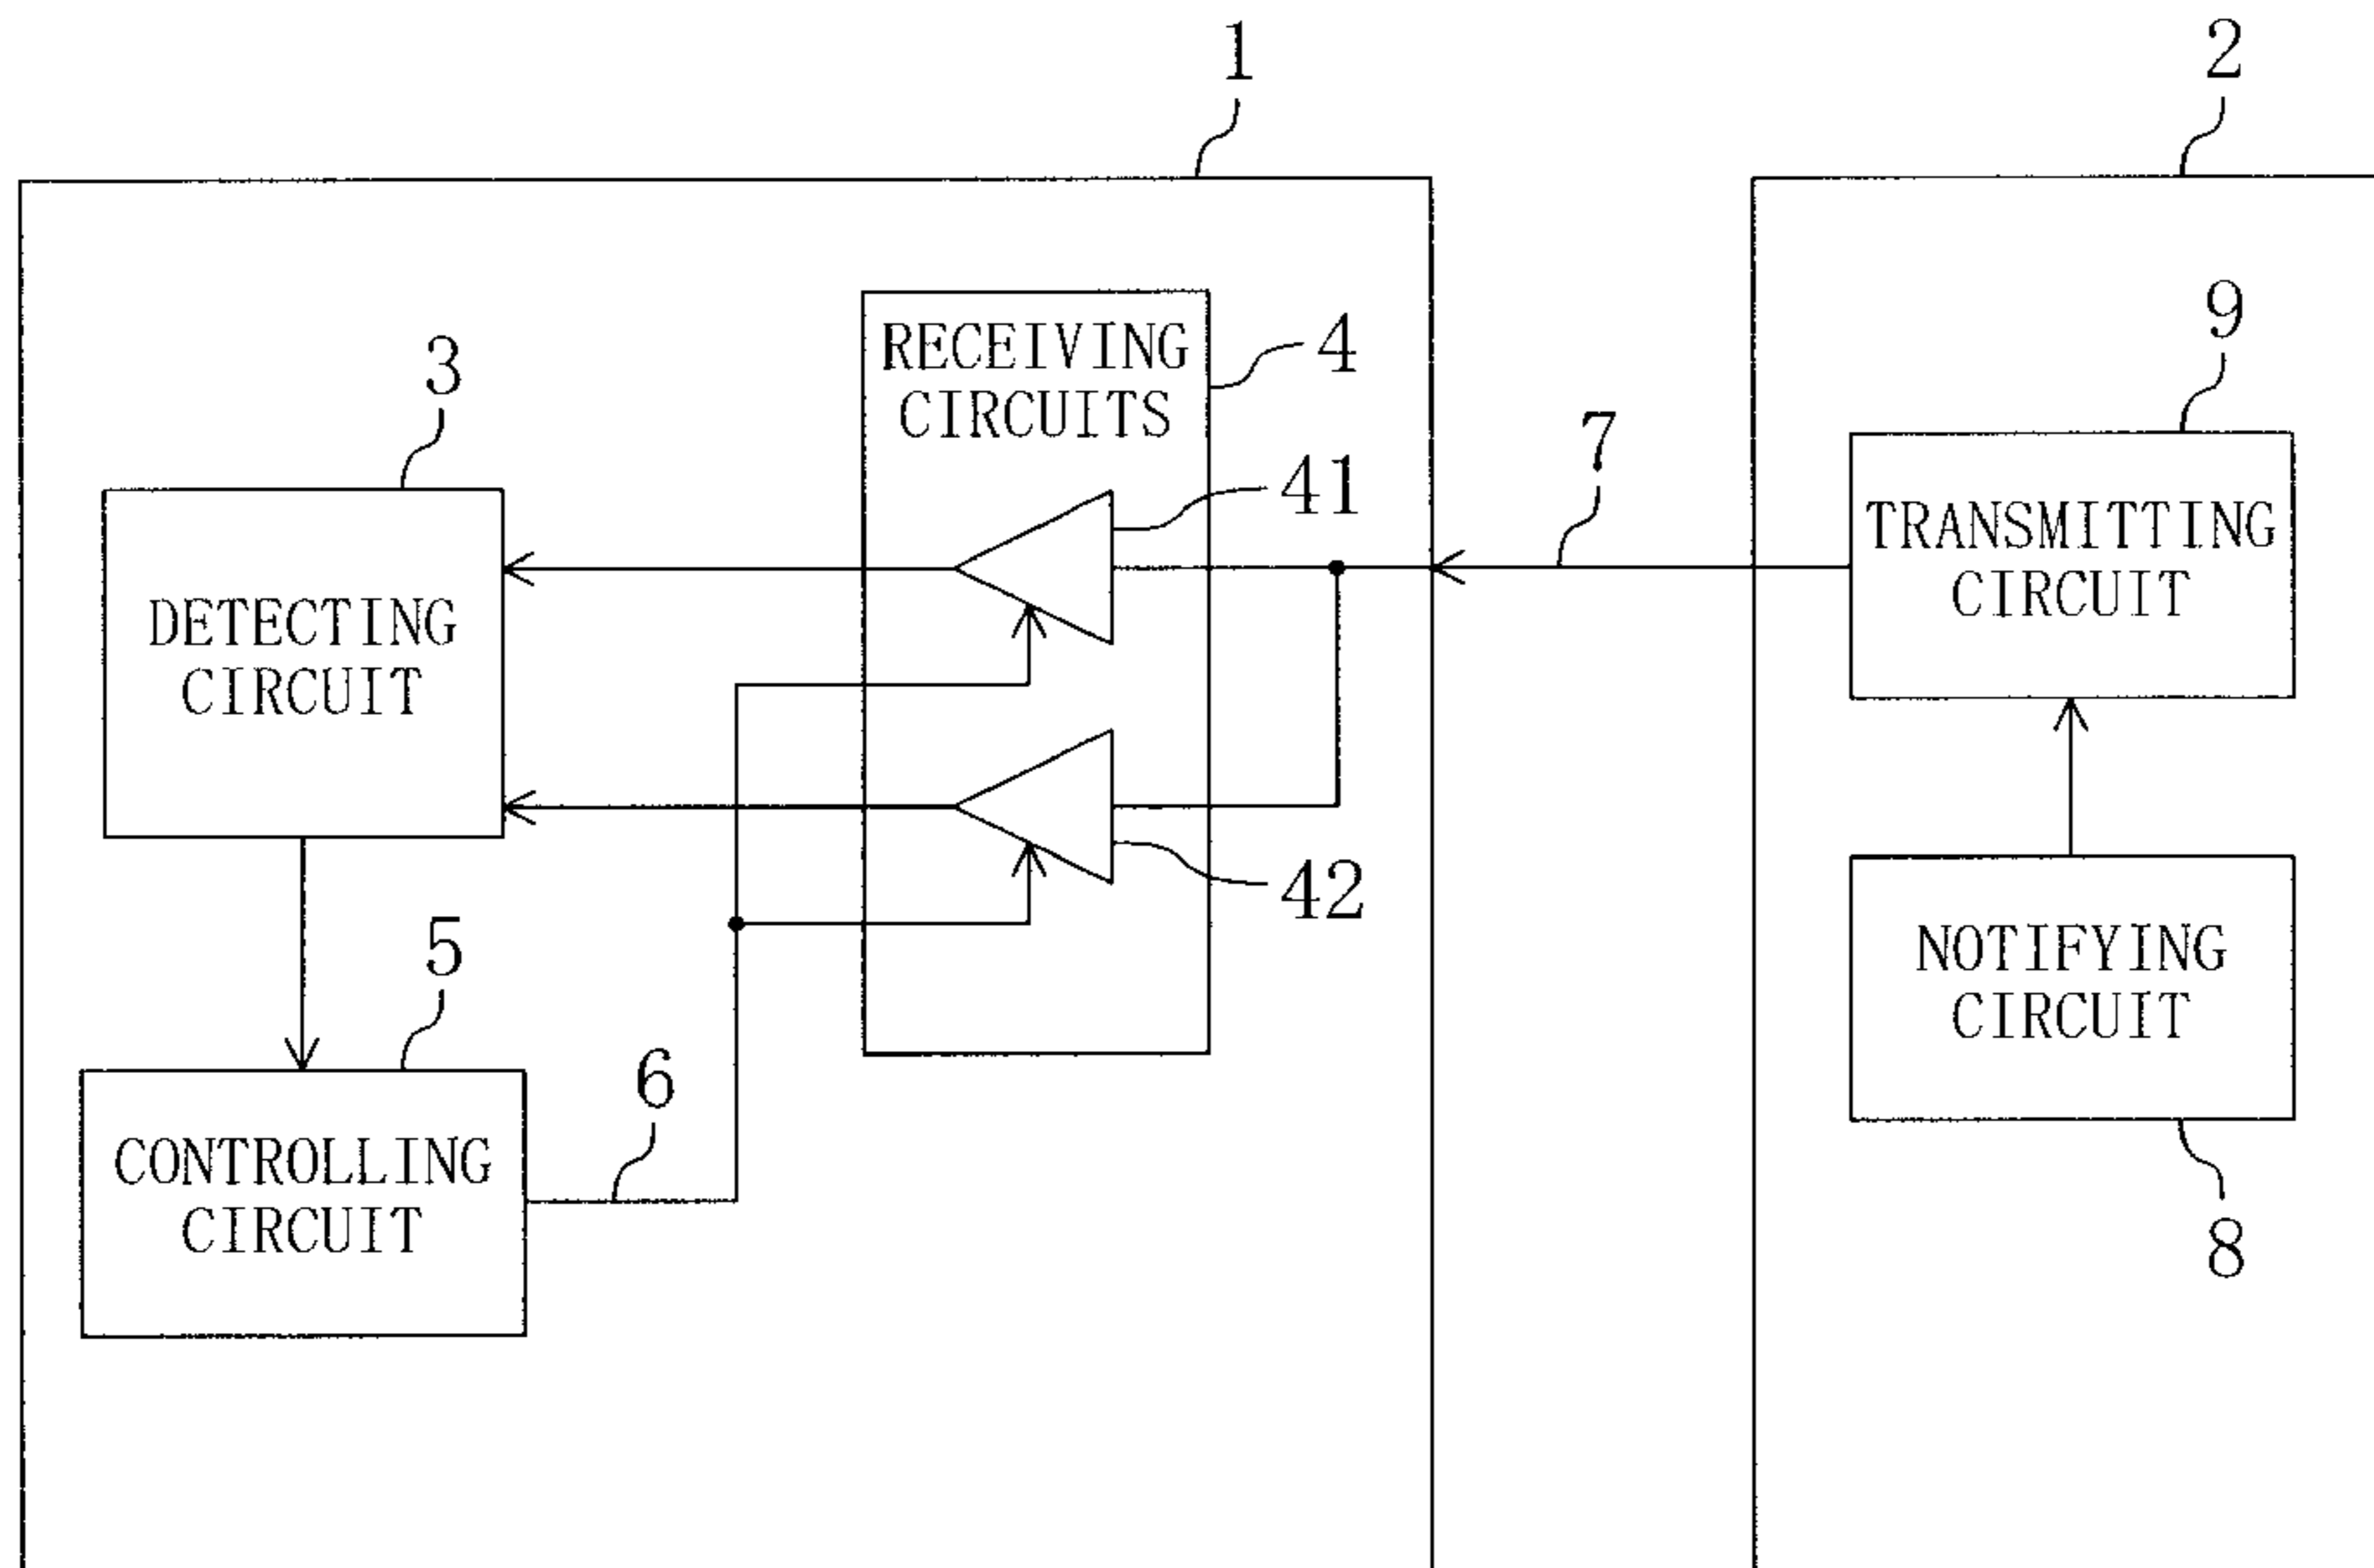 1
2
RECEIVING
CIRCUITS
4
3
9
7
41
TRANSMITTING
CIRCUIT
DETECTING
CIRCUIT
42
5
NOTIFYING
CIRCUIT
6
CONTROLLING
CIRCUIT
8